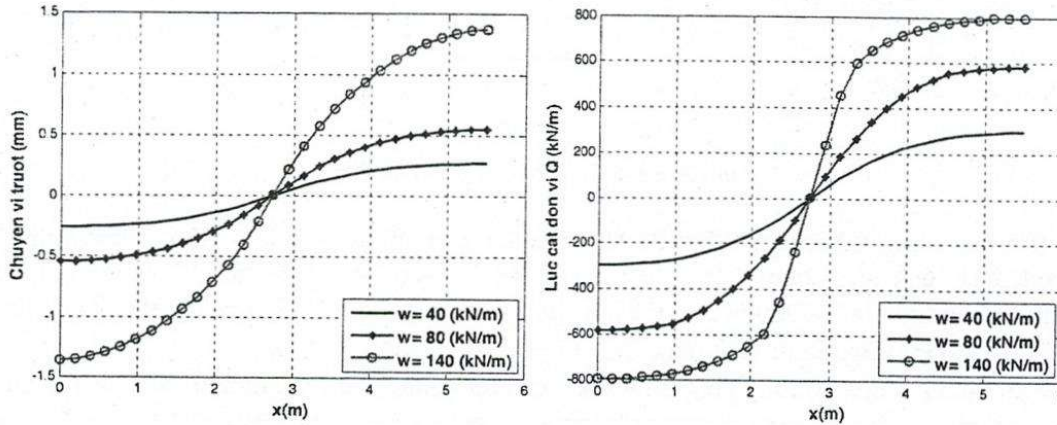 Chuyen vi truot (mm)
1.5
1
0.5
0
-0.5
-1
-1.5
0 1 2 3 4 5 6
x(m)
w= 40 (kN/m)
w= 80 (kN/m)
w= 140 (kN/m)
Luc cat don vi Q (kN/m)
800
600
400
200
0
-200
-400
-600
-800
0 1 2 3 4 5
x(m)
w= 40 (kN/m)
w= 80 (kN/m)
w= 140 (kN/m)